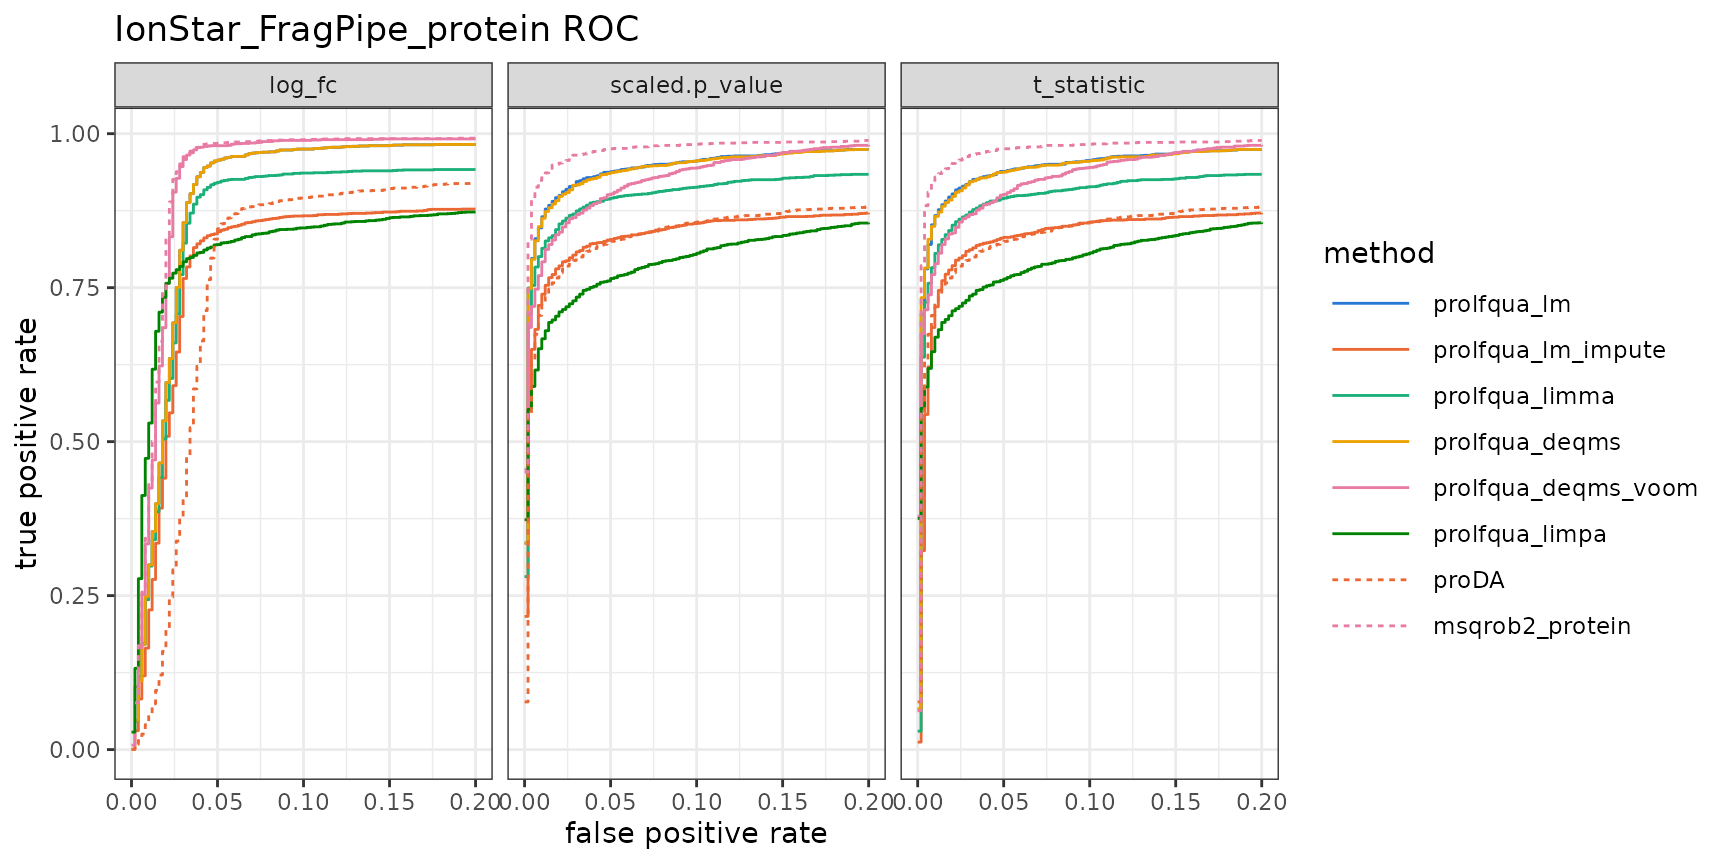 IonStar_FragPipe_protein ROC
log_fc
scaled.p_value
t_statistic
true positive rate
1.00
0.75
0.50
0.25
0.00
0.00 0.05 0.10 0.15 0.20
0.00 0.05 0.10 0.15 0.20
0.00 0.05 0.10 0.15 0.20
false positive rate
method
prolfqua_lm
prolfqua_lm_impute
prolfqua_limma
prolfqua_deqms
prolfqua_deqms_voom
prolfqua_limpa
proDA
msqrob2_protein